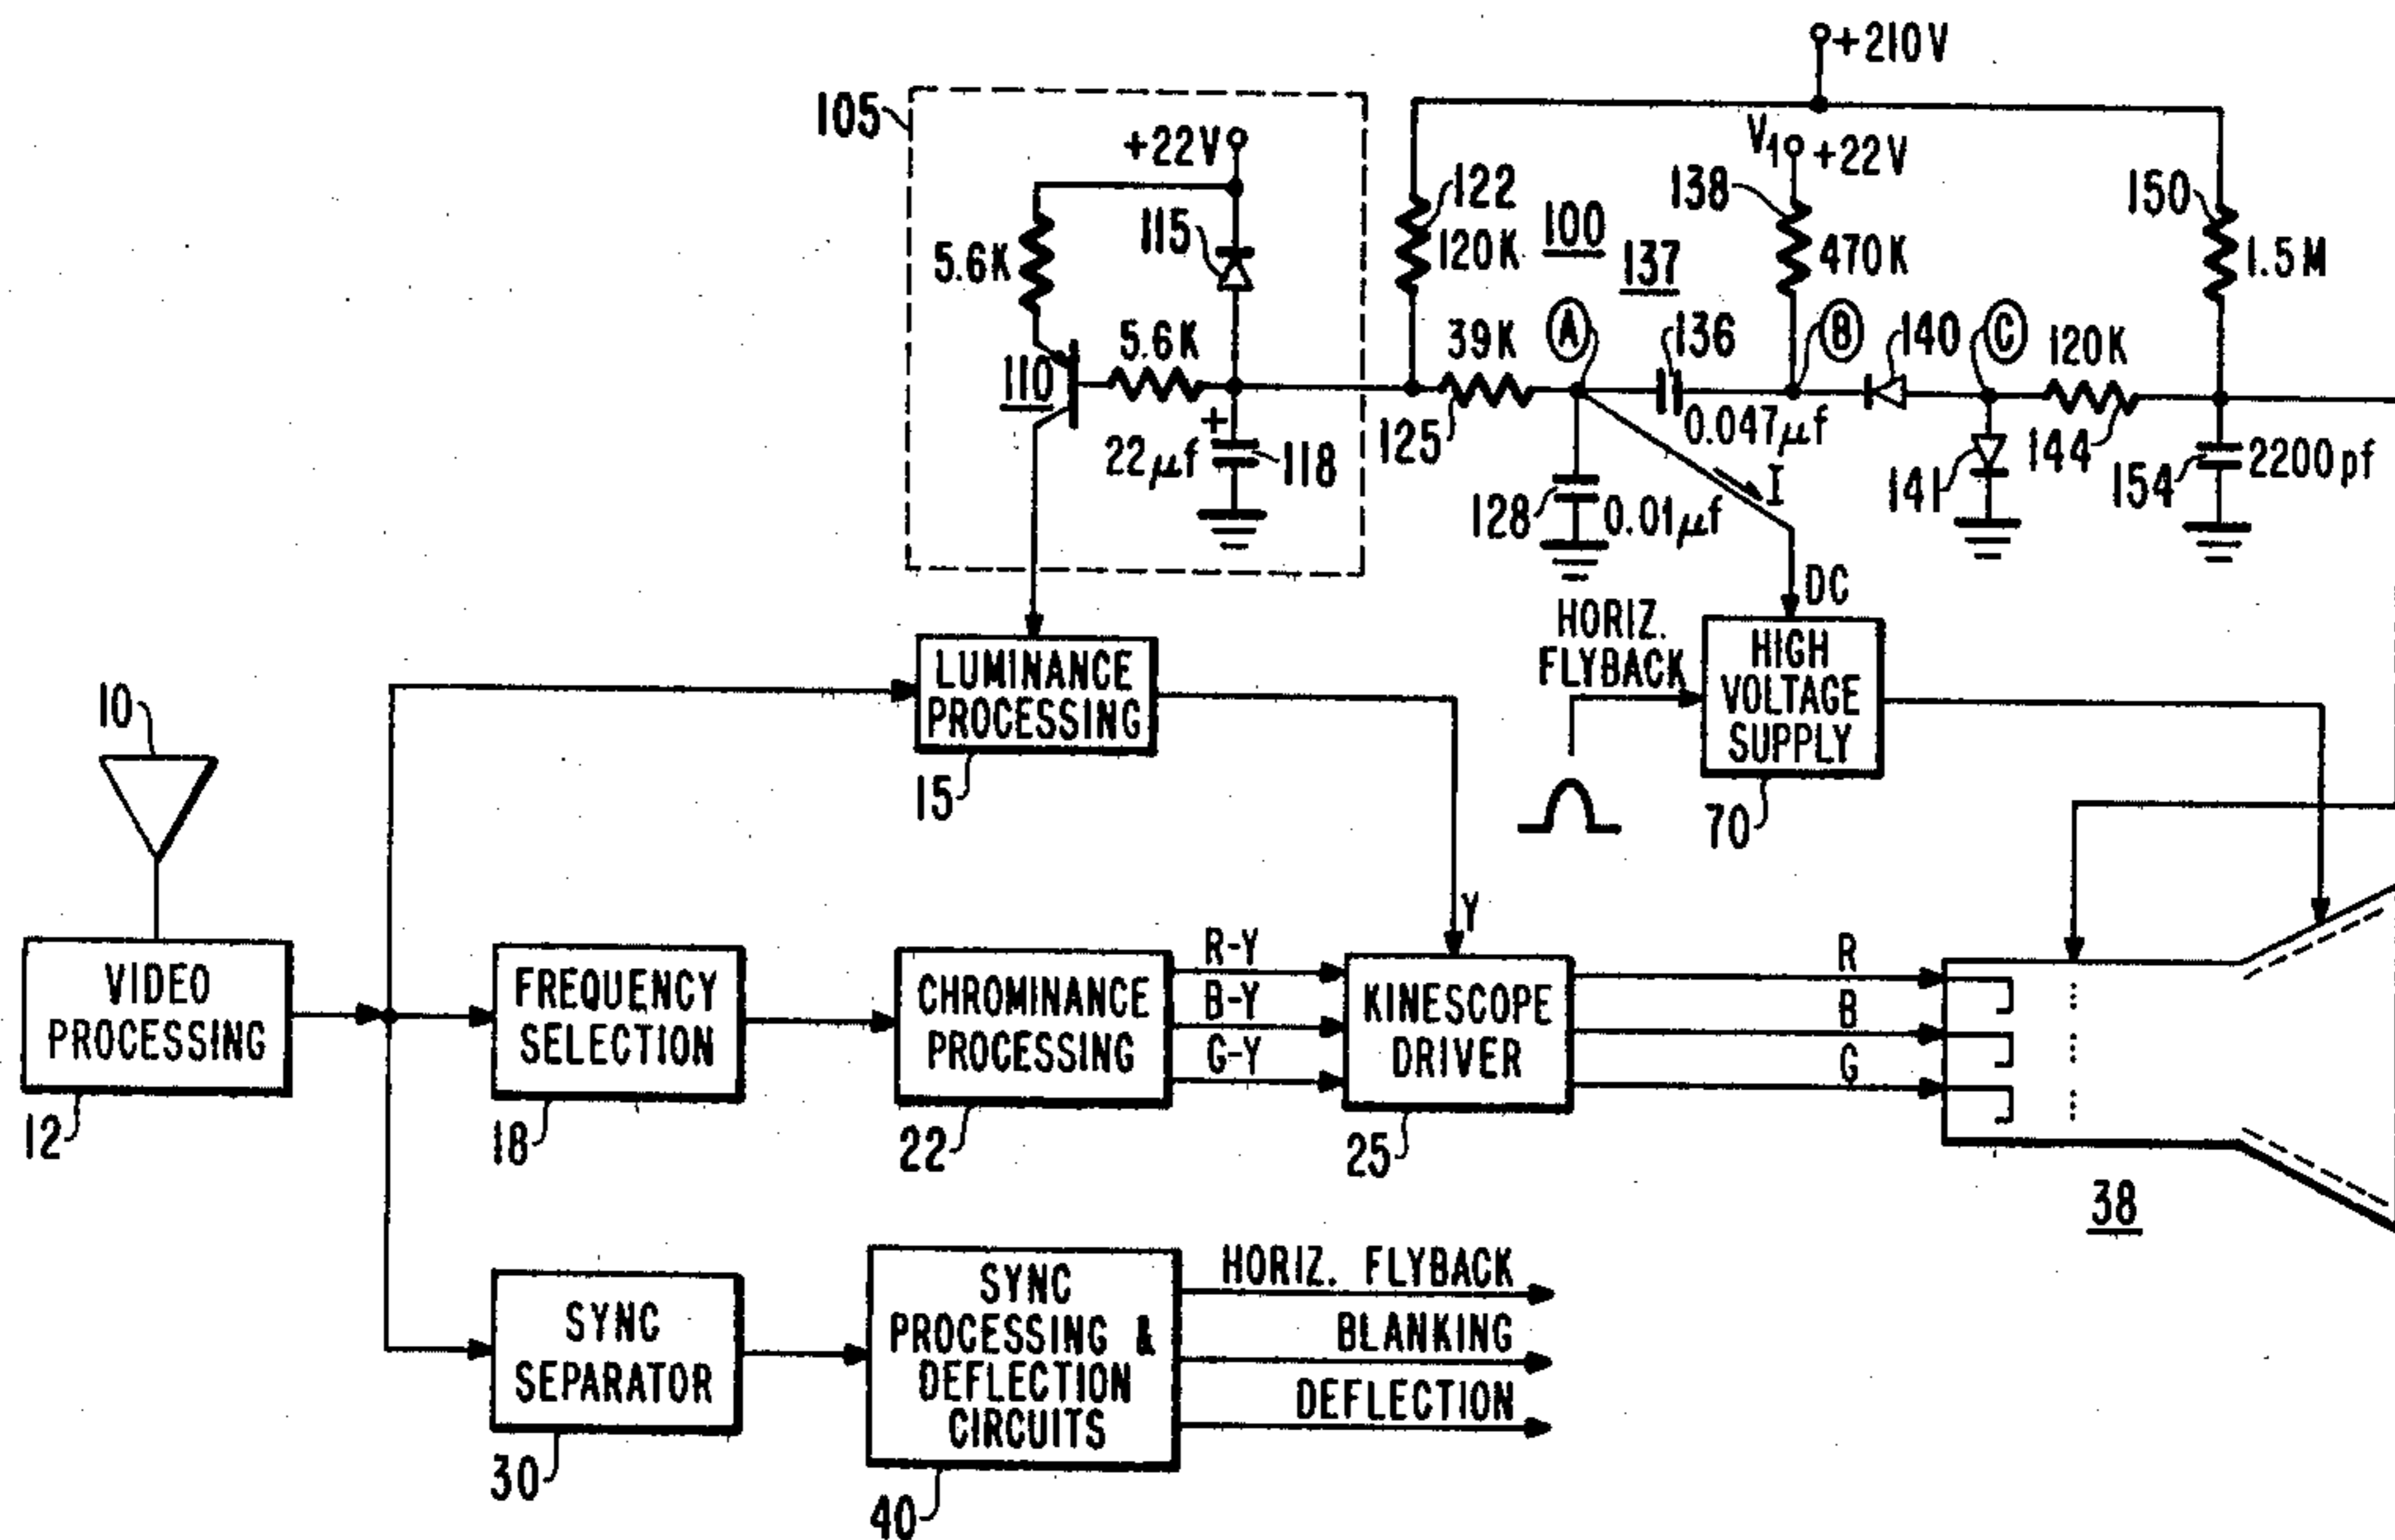 +210V
105
+22V
V1
+22V
138
122
150
115
100
5.6K
120K
137
470K
1.5M
A
136
B
140
C
39K
120K
5.6K
110
0.047μf
125
22μf
+
118
I
141
144
154
2200pf
128
0.01μf
DC
HORIZ.
FLYBACK
HIGH
VOLTAGE
SUPPLY
LUMINANCE
PROCESSING
10
15
70
Y
VIDEO
PROCESSING
FREQUENCY
SELECTION
CHROMINANCE
PROCESSING
R-Y
B-Y
G-Y
KINESCOPE
DRIVER
R
B
G
12
18
22
25
38
SYNC
SEPARATOR
SYNC
PROCESSING &
DEFLECTION
CIRCUITS
HORIZ. FLYBACK
BLANKING
DEFLECTION
30
40